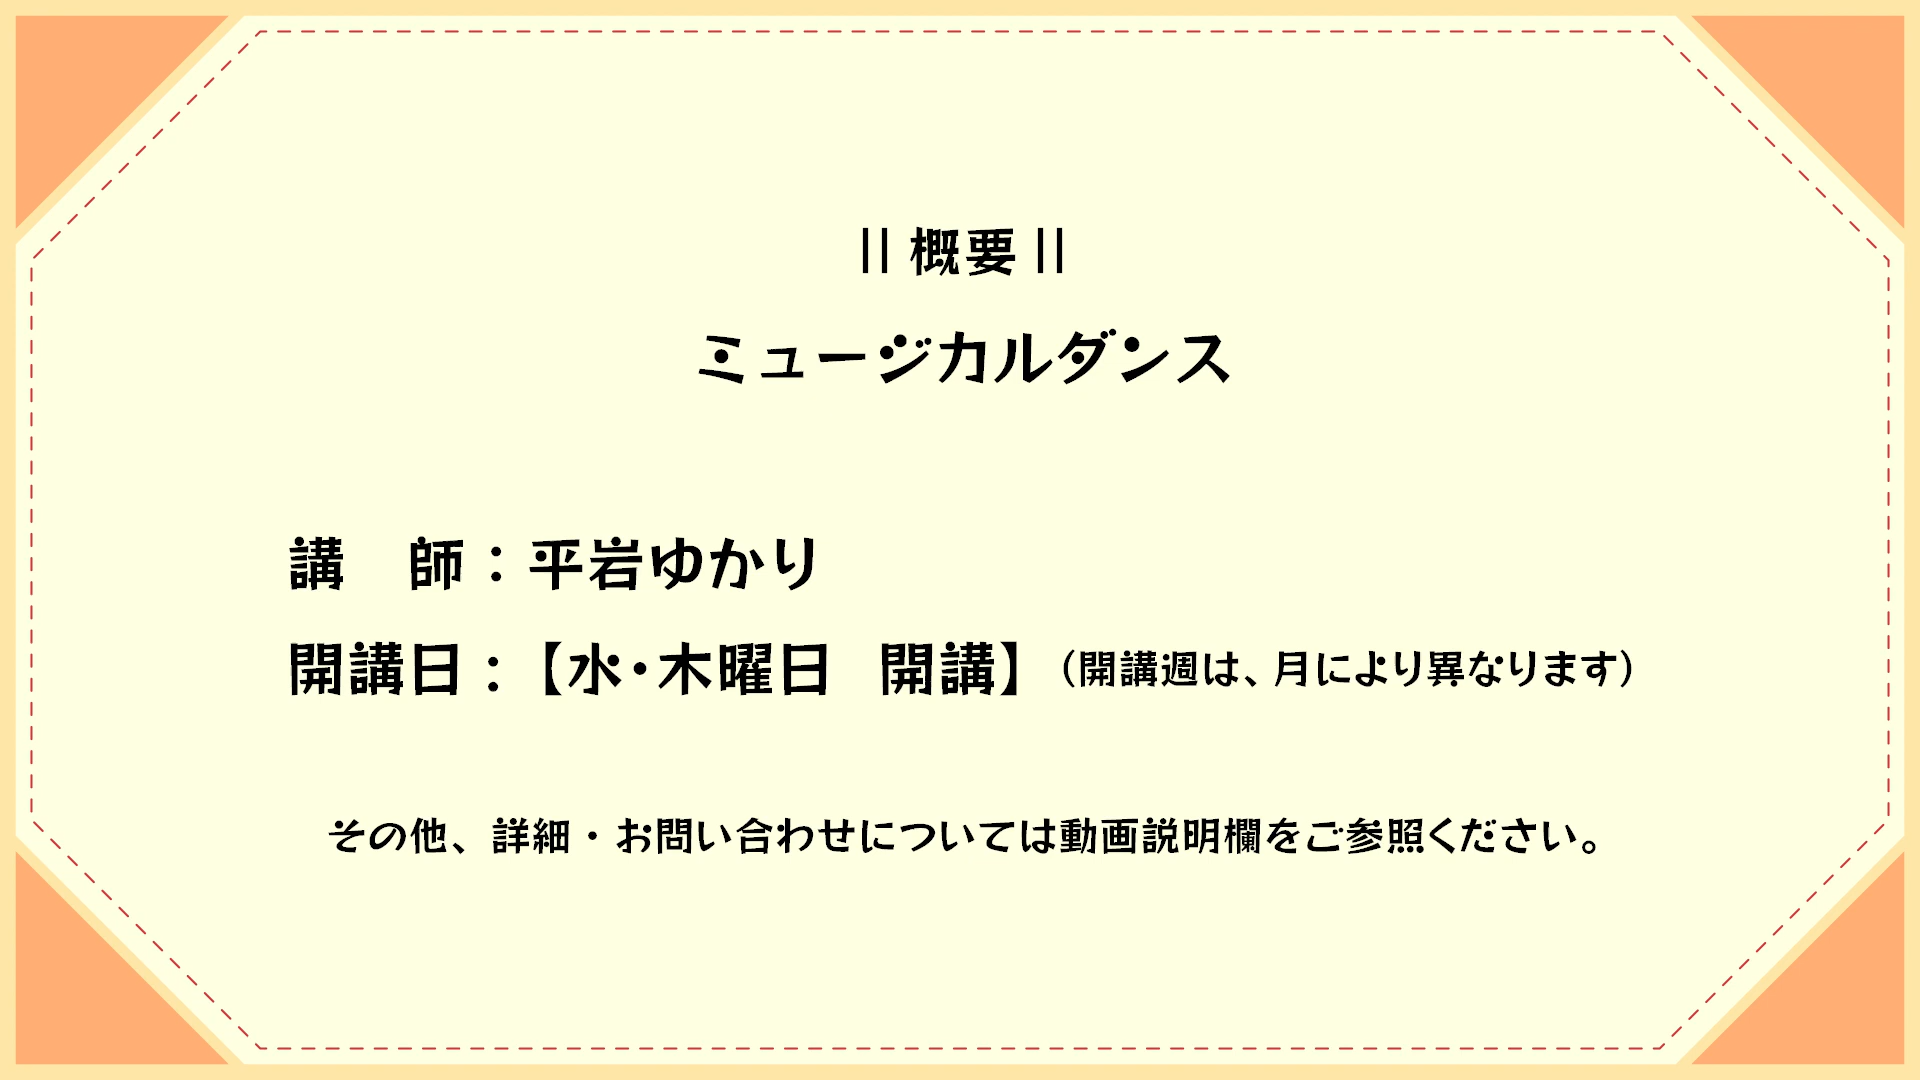 || 概要 ||
ミュージカルダンス
講　師：平岩ゆかり
開講日：【水・木曜日　開講】（開講週は、月により異なります）
その他、詳細・お問い合わせについては動画説明欄をご参照ください。